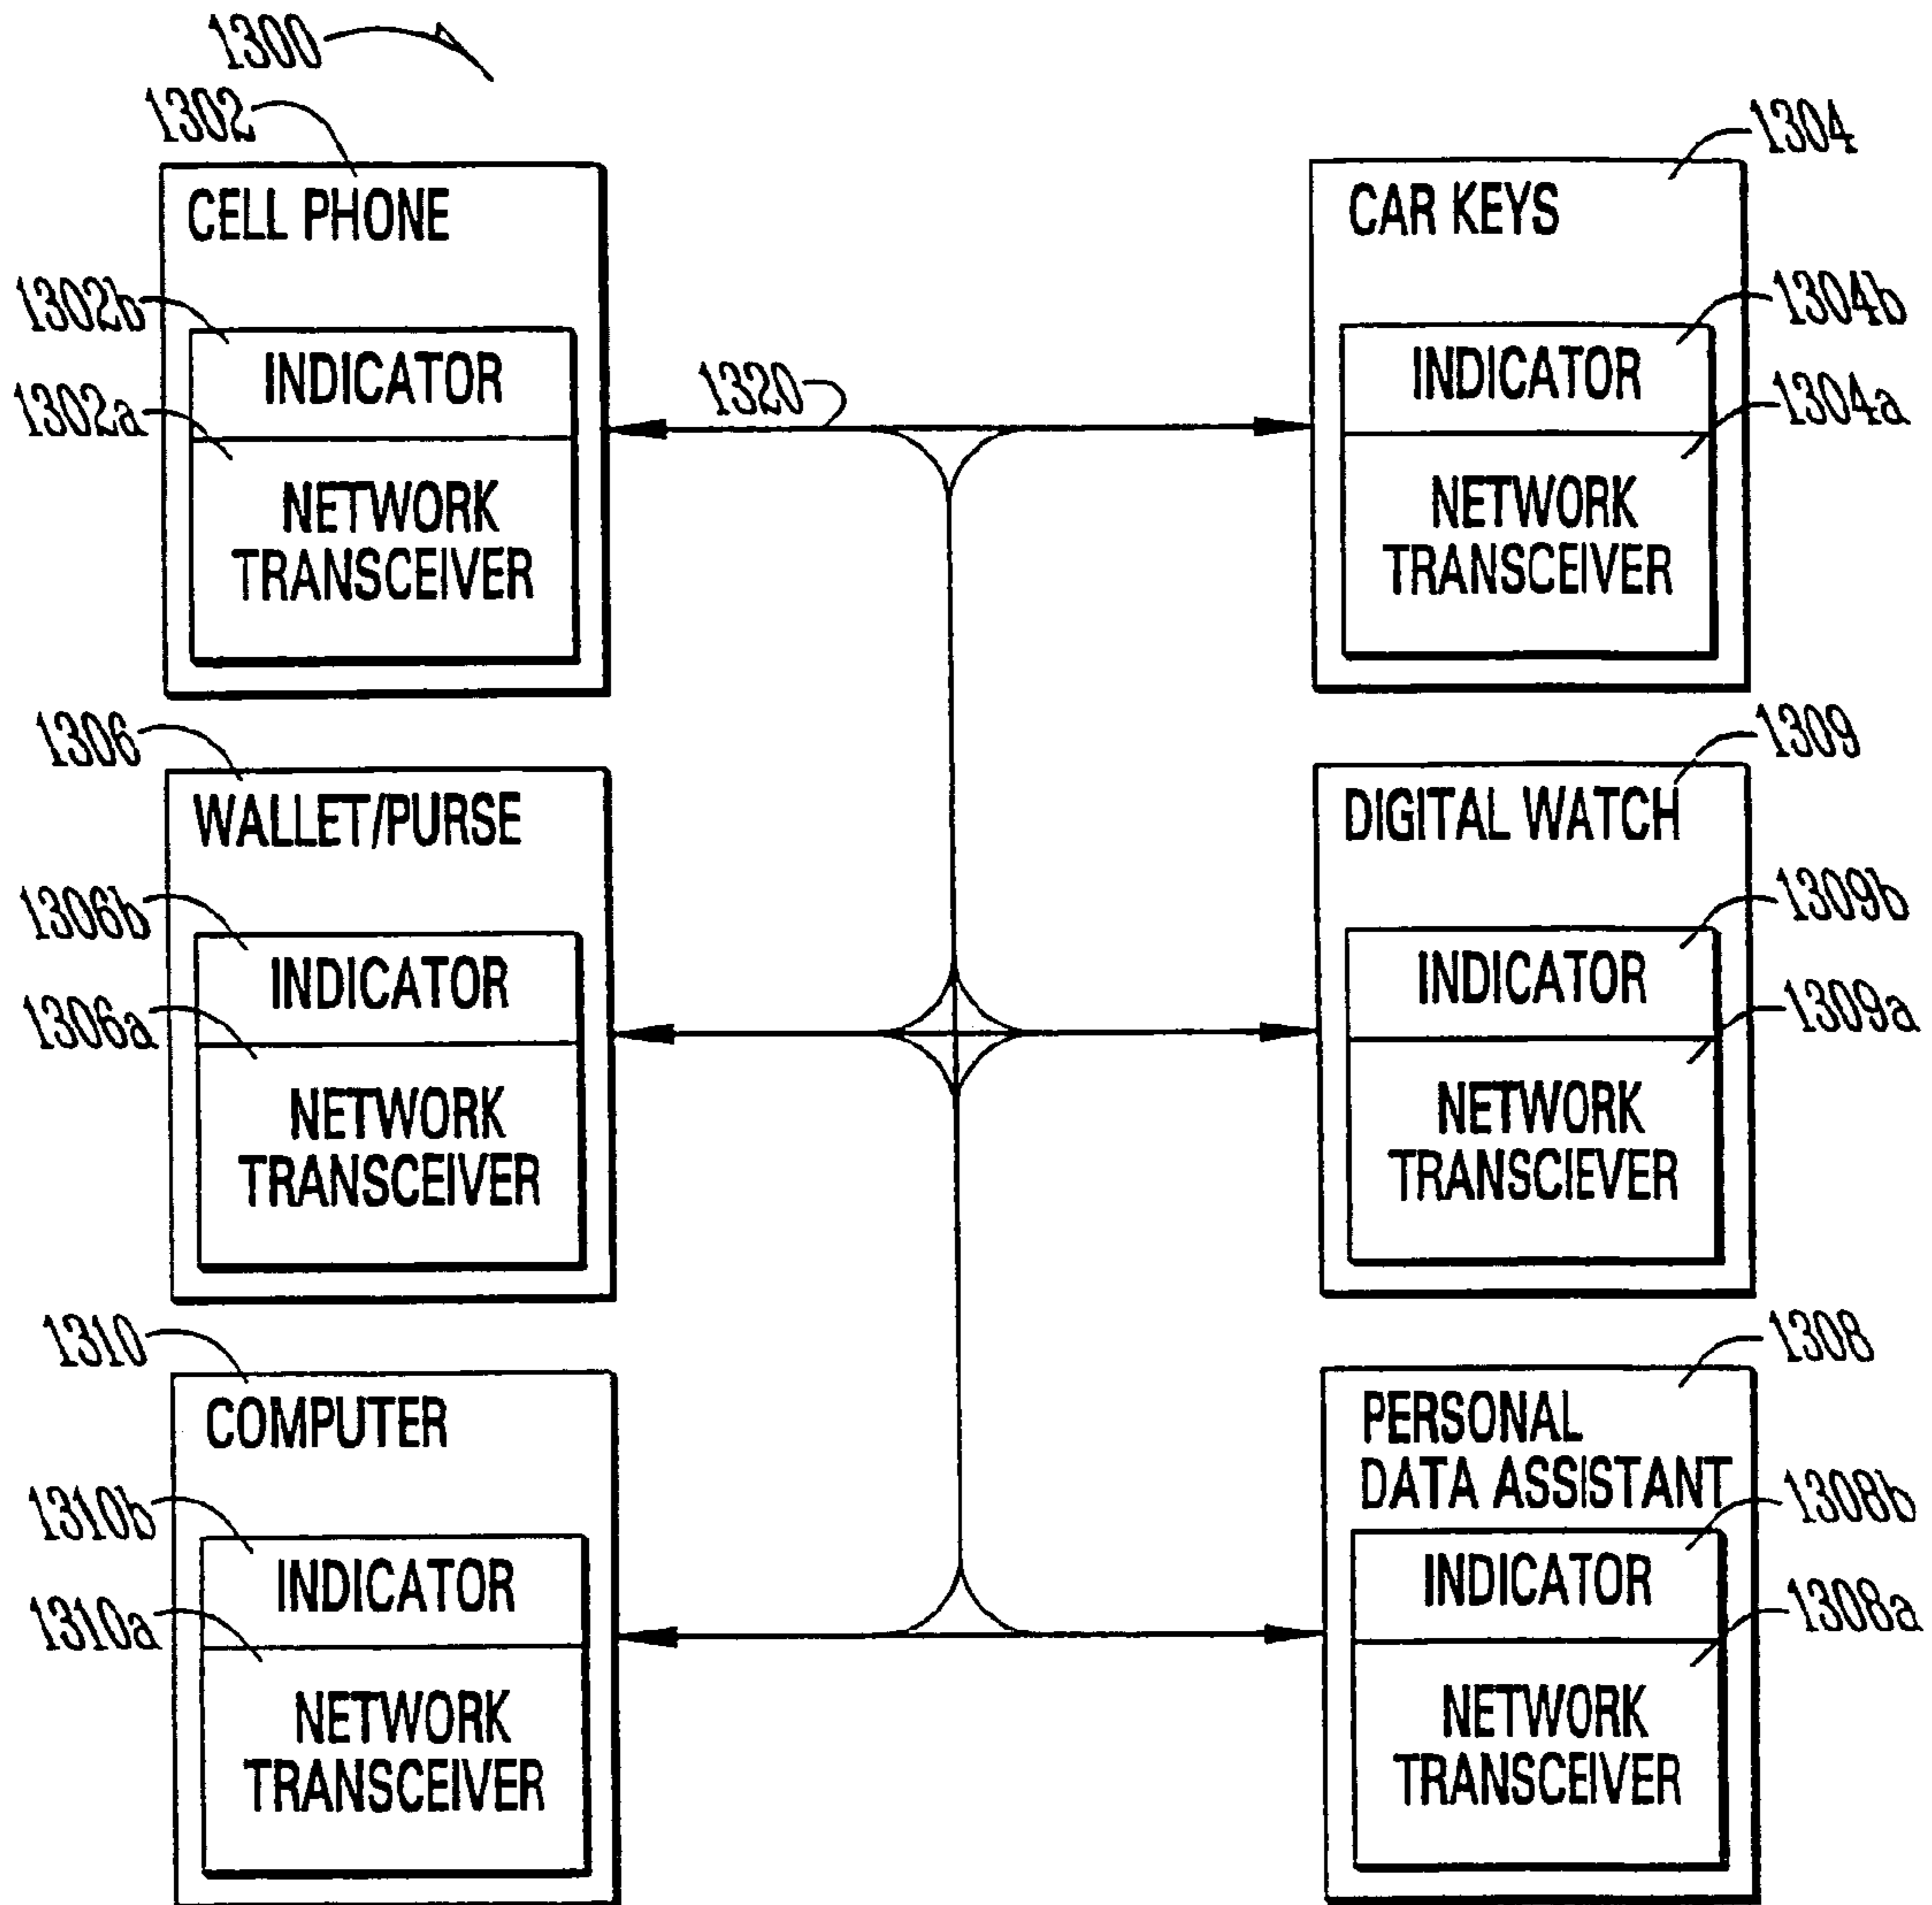 1300
1302
CELL PHONE
1302b
INDICATOR
1302a
NETWORK
TRANSCEIVER
1304
CAR KEYS
1304b
INDICATOR
1304a
NETWORK
TRANSCEIVER
1320
1306
WALLET/PURSE
1306b
INDICATOR
1306a
NETWORK
TRANSCEIVER
1309
DIGITAL WATCH
1309b
INDICATOR
1309a
NETWORK
TRANSCIEVER
1310
COMPUTER
1310b
INDICATOR
1310a
NETWORK
TRANSCEIVER
1308
PERSONAL
DATA ASSISTANT
1308b
INDICATOR
1308a
NETWORK
TRANSCEIVER